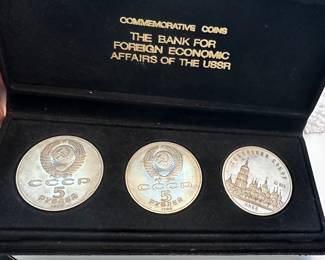 COMMEMORATIVE COINS
THE BANK FOR
FOREIGN ECONOMIC
AFFAIRS OF THE USSR
СССР
5
РУБЛЕЙ
СССР
5
РУБЛЕЙ